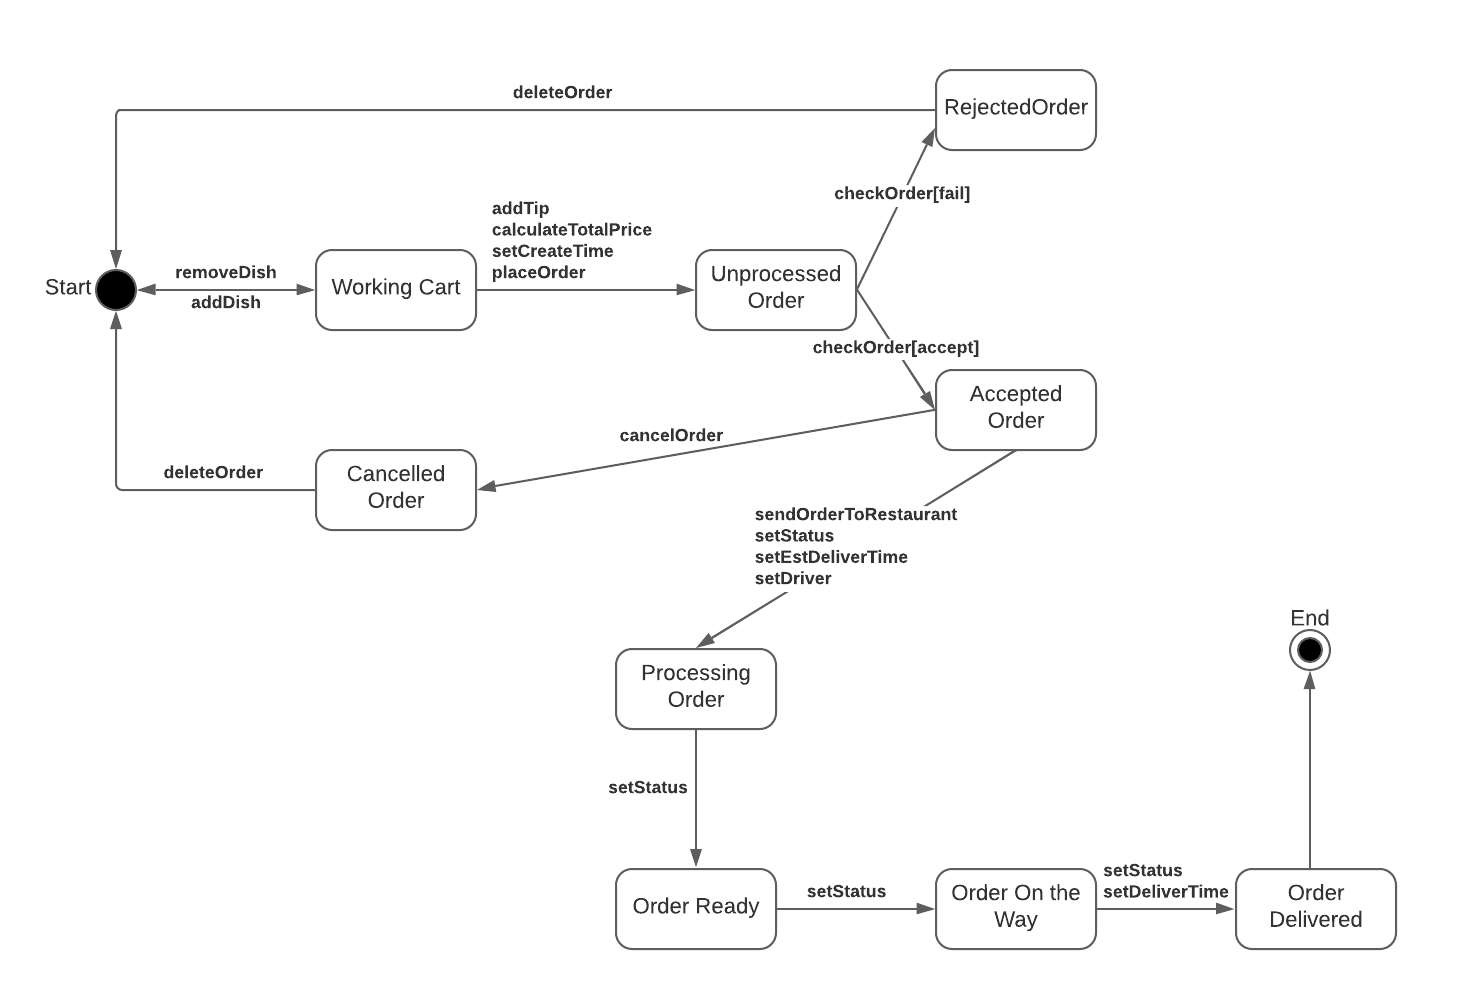 deleteOrder
RejectedOrder
checkOrder[fail]
addTip
calculateTotalPrice
setCreateTime
placeOrder
Start
removeDish
addDish
Working Cart
Unprocessed
Order
checkOrder[accept]
Accepted
Order
cancelOrder
deleteOrder
Cancelled
Order
sendOrderToRestaurant
setStatus
setEstDeliverTime
setDriver
Processing
Order
End
setStatus
Order Ready
setStatus
Order On the
Way
setStatus
setDeliverTime
Order
Delivered